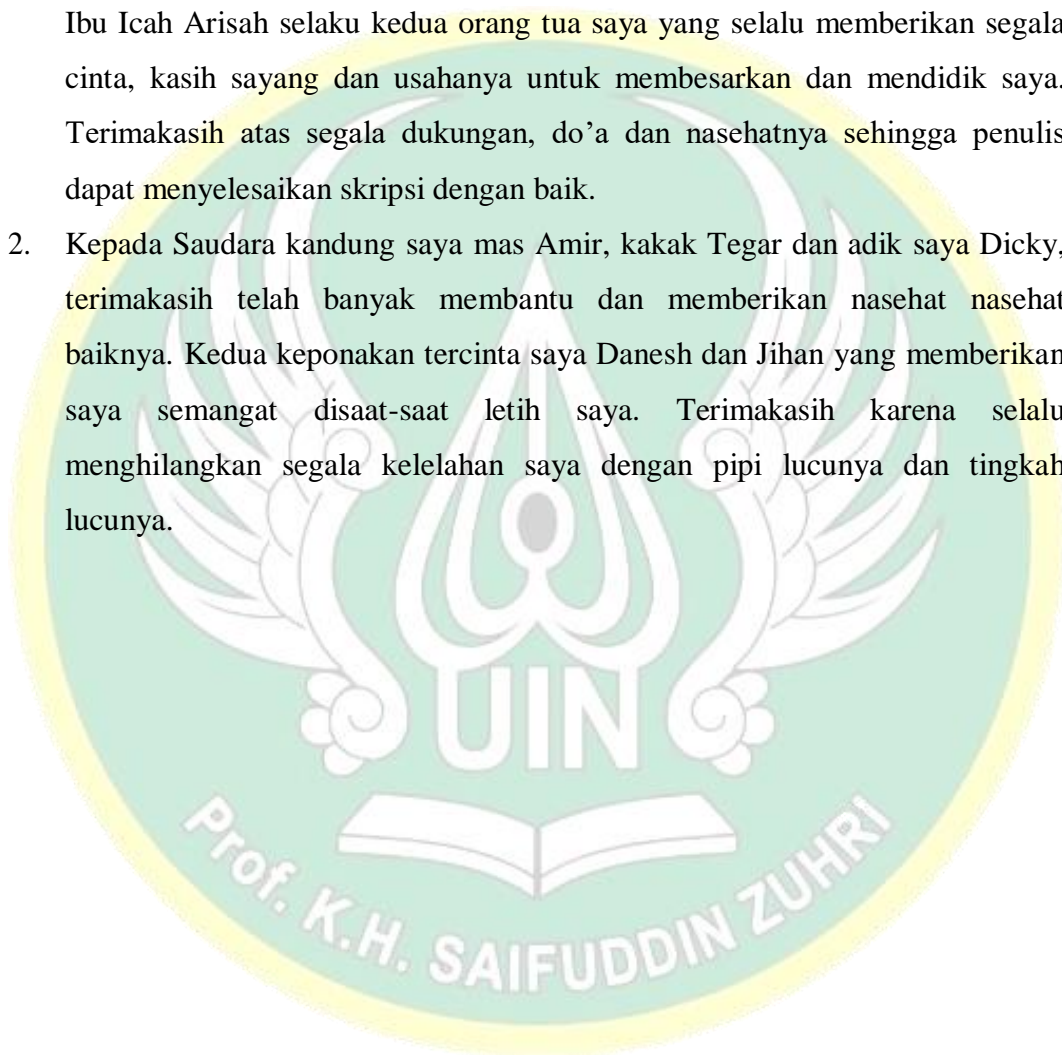 Ibu Icah Arisah selaku kedua orang tua saya yang selalu memberikan segala
cinta, kasih sayang dan usahanya untuk membesarkan dan mendidik saya.
Terimakasih atas segala dukungan, do’a dan nasehatnya sehingga penulis
dapat menyelesaikan skripsi dengan baik.
2. Kepada Saudara kandung saya mas Amir, kakak Tegar dan adik saya Dicky,
terimakasih telah banyak membantu dan memberikan nasehat nasehat
baiknya. Kedua keponakan tercinta saya Danesh dan Jihan yang memberikan
saya semangat disaat-saat letih saya. Terimakasih karena selalu
menghilangkan segala kelelahan saya dengan pipi lucunya dan tingkah
lucunya.
UIN
Prof. K.H. SAIFUDDIN ZUHRI